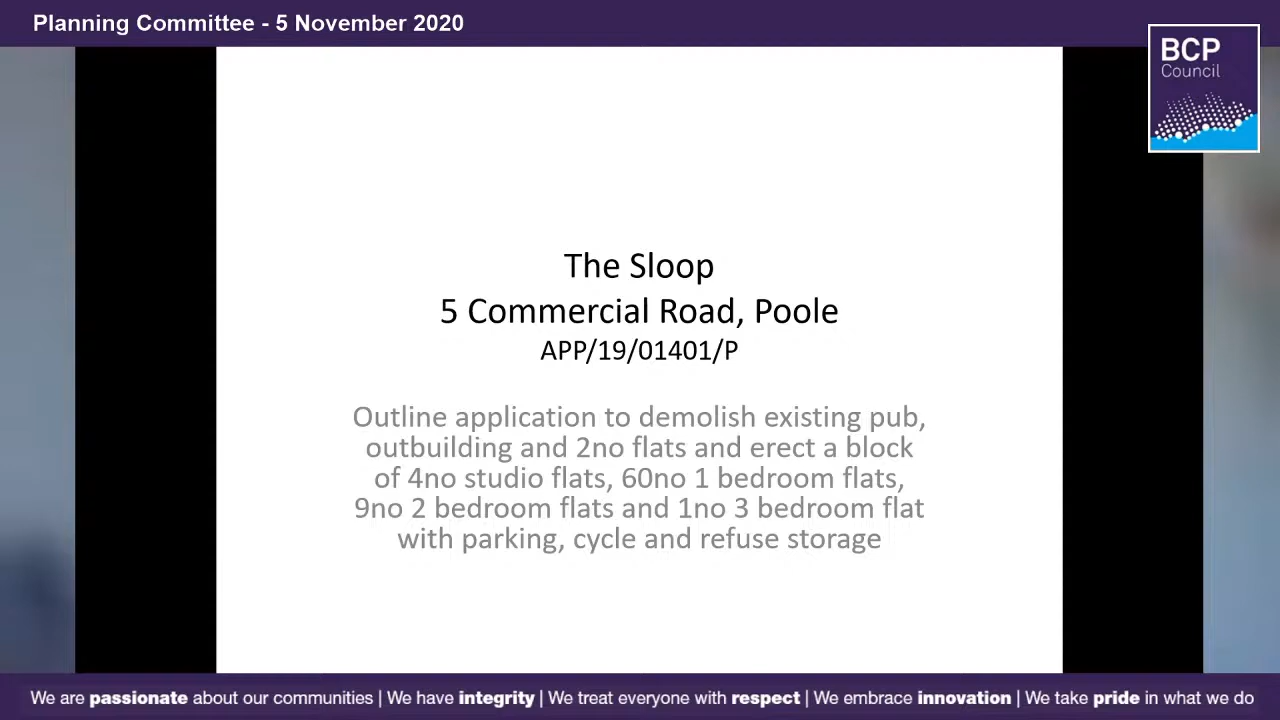 Planning Committee - 5 November 2020
BCP
Council
The Sloop
5 Commercial Road, Poole
APP/19/01401/P
Outline application to demolish existing pub,
outbuilding and 2no flats and erect a block
of 4no studio flats, 60no 1 bedroom flats,
9no 2 bedroom flats and 1no 3 bedroom flat
with parking, cycle and refuse storage
We are passionate about our communities | We have integrity | We treat everyone with respect | We embrace innovation | We take pride in what we do